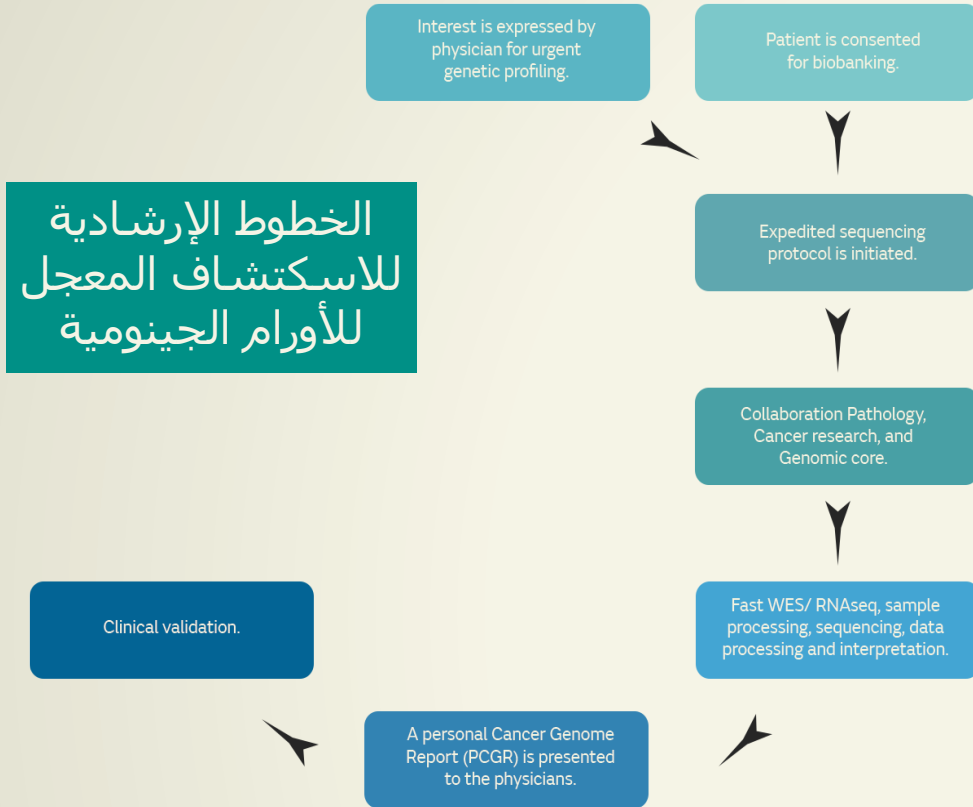 Interest is expressed by
physician for urgent
genetic profiling.
Patient is consented
for biobanking.
الخطوط الإرشادية
للاسكتشاف المعجل
للأورام الجينومية
Expedited sequencing
protocol is initiated.
Collaboration Pathology,
Cancer research, and
Genomic core.
Fast WES/ RNAseq, sample
processing, sequencing, data
processing and interpretation.
A personal Cancer Genome
Report (PCGR) is presented
to the physicians.
Clinical validation.